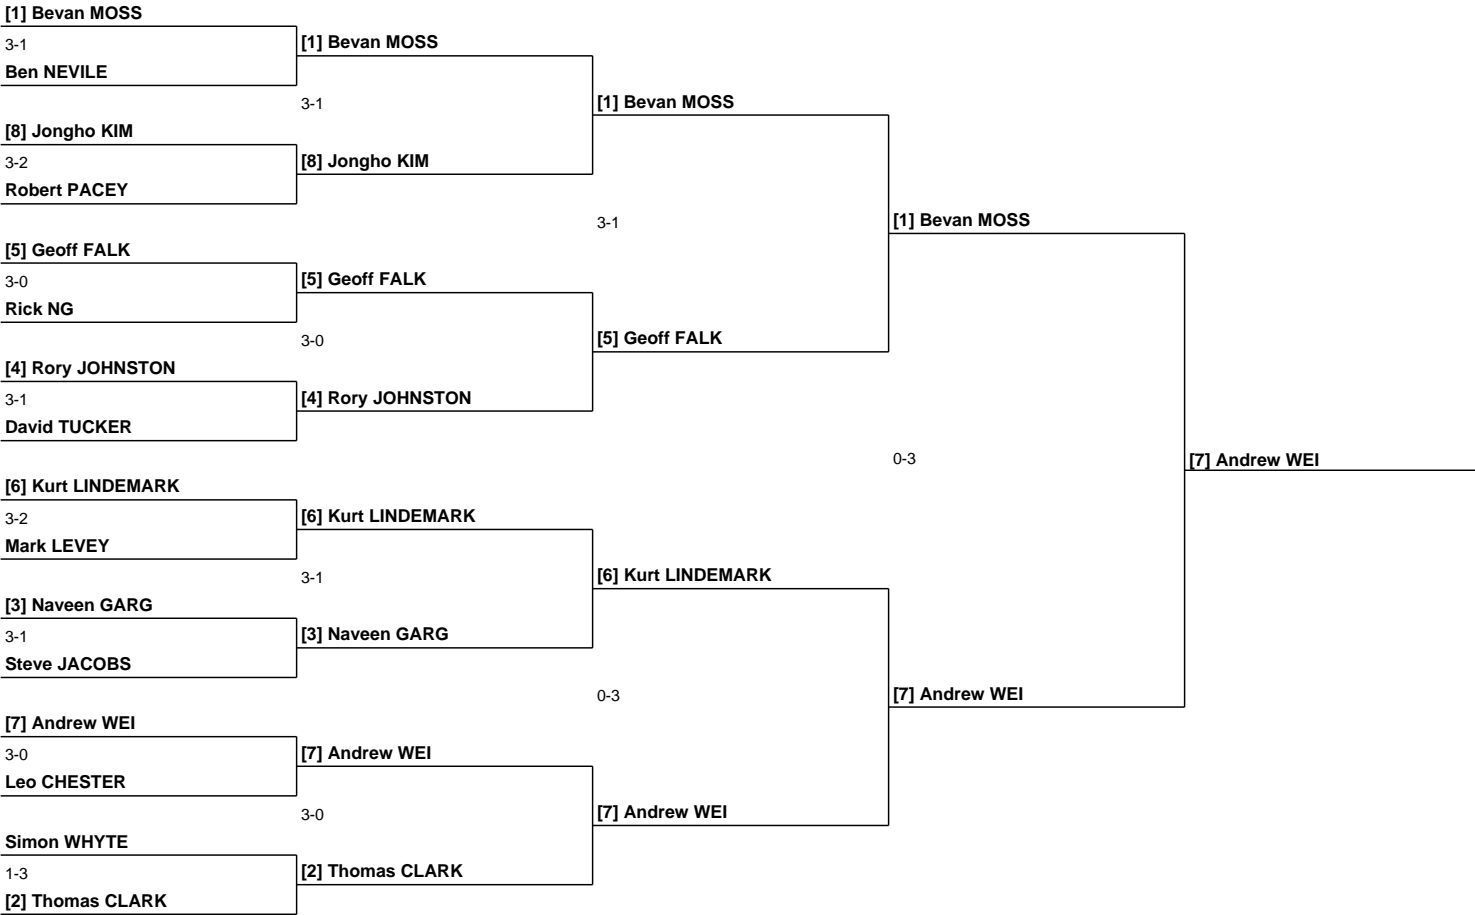 [1] Bevan MOSS
3-1
Ben NEVILE
[8] Jongho KIM
3-2
Robert PACEY
[5] Geoff FALK
3-0
Rick NG
[4] Rory JOHNSTON
3-1
David TUCKER
[6] Kurt LINDEMARK
3-2
Mark LEVEY
[3] Naveen GARG
3-1
Steve JACOBS
[7] Andrew WEI
3-0
Leo CHESTER
Simon WHYTE
1-3
[2] Thomas CLARK
[1] Bevan MOSS
3-1
[8] Jongho KIM
[5] Geoff FALK
3-0
[4] Rory JOHNSTON
[6] Kurt LINDEMARK
3-1
[3] Naveen GARG
[7] Andrew WEI
3-0
[2] Thomas CLARK
[1] Bevan MOSS
3-1
[5] Geoff FALK
[6] Kurt LINDEMARK
0-3
[7] Andrew WEI
[1] Bevan MOSS
0-3
[7] Andrew WEI
[7] Andrew WEI